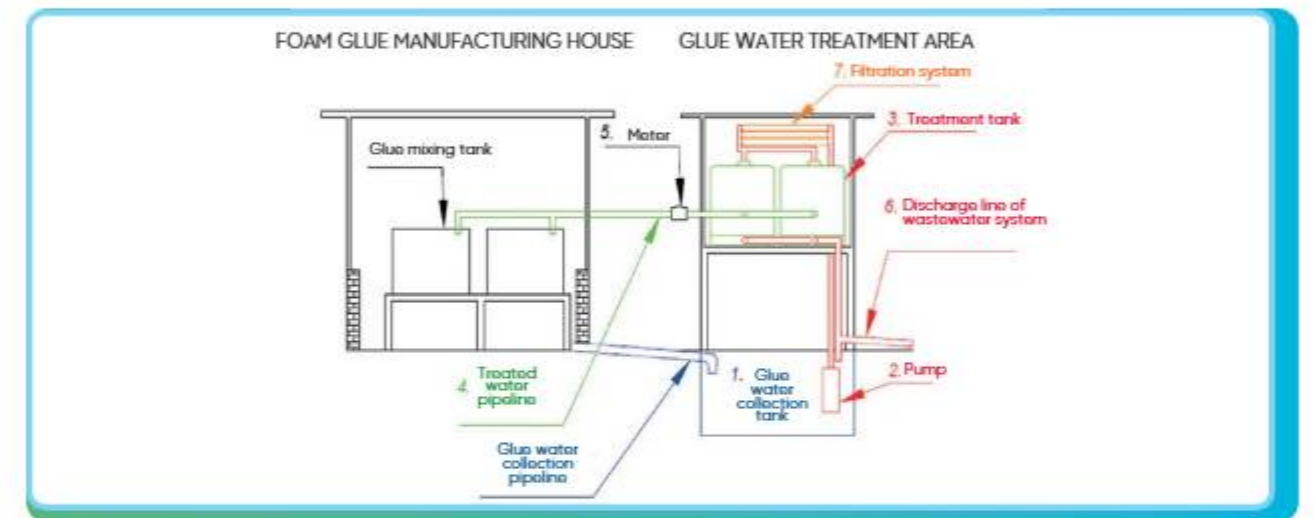 FOAM GLUE MANUFACTURING HOUSE
GLUE WATER TREATMENT AREA
7. Filtration system
5. Meter
3. Treatment tank
Glue mixing tank
6. Discharge line of
wastewater system
4. Treated
water
pipeline
1. Glue
water
collection
tank
2. Pump
Glue water
collection
pipeline